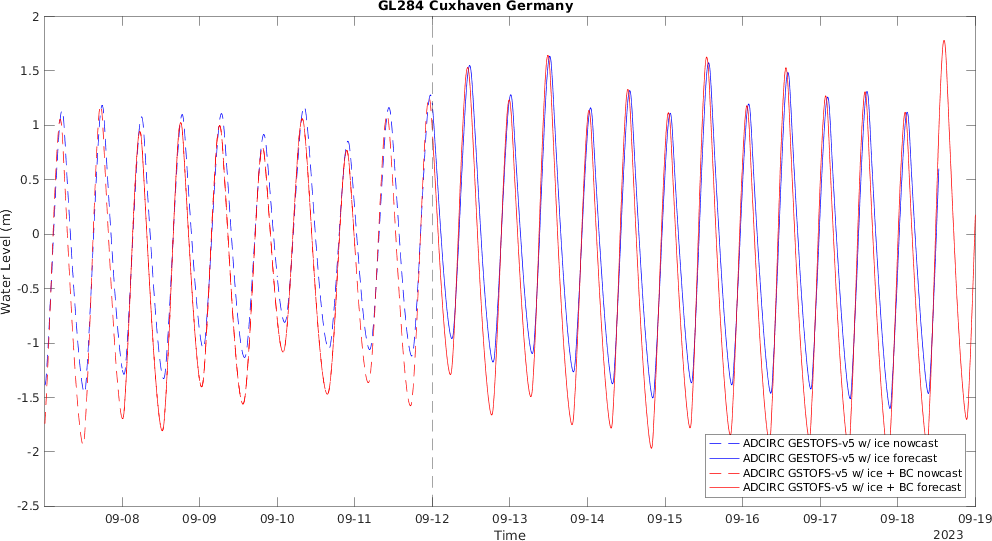 GL284 Cuxhaven Germany
2
1.5
1
0.5
0
-0.5
-1
-1.5
-2
-2.5
Water Level (m)
ADCIRC GESTOFS-v5 w/ ice nowcast
ADCIRC GESTOFS-v5 w/ ice forecast
ADCIRC GSTOFS-v5 w/ ice + BC nowcast
ADCIRC GSTOFS-v5 w/ ice + BC forecast
09-08 09-09 09-10 09-11 09-12 09-13 09-14 09-15 09-16 09-17 09-18 09-19
Time
2023